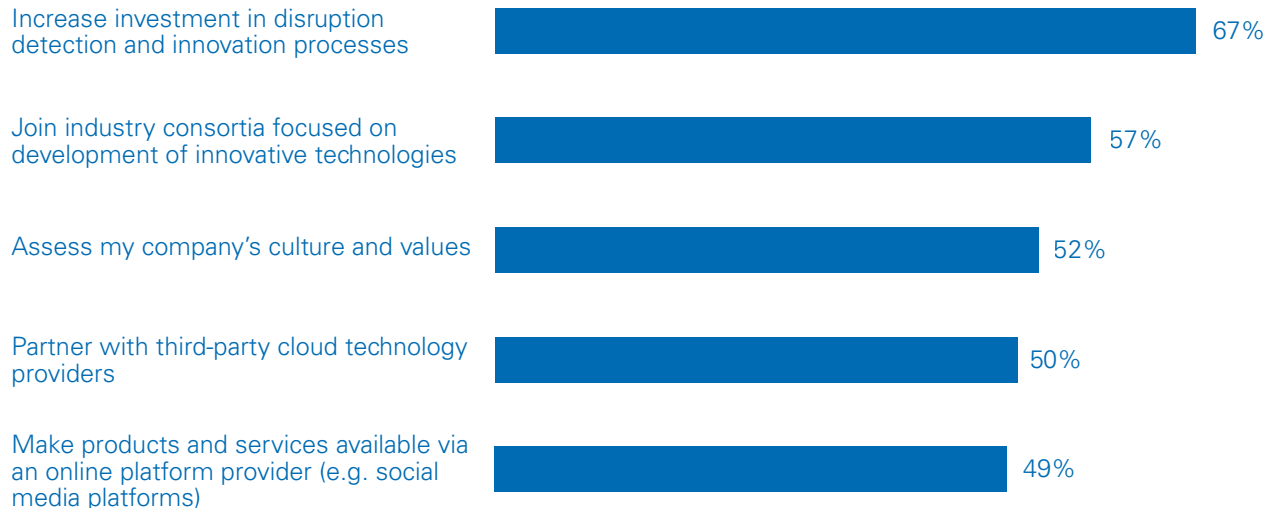 Increase investment in disruption
detection and innovation processes
67%
Join industry consortia focused on
development of innovative technologies
57%
Assess my company’s culture and values
52%
Partner with third-party cloud technology
providers
50%
Make products and services available via
an online platform provider (e.g. social
media platforms)
49%